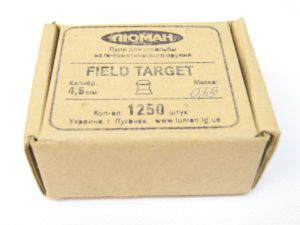 ЛЮМАН
Пули для стрельбы
из пневматического оружия
FIELD TARGET
Калибр: Масса:
4,5 мм 0,55
Кол-во: 1250 штук
Украина, г. Луганск. www.luman.lg.ua